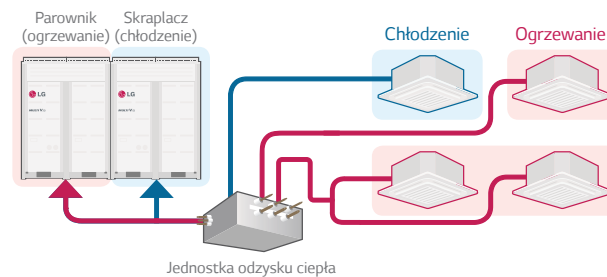 Parownik
(ogrzewanie)
Skraplacz
(chłodzenie)
Chłodzenie
Ogrzewanie
LG
LG
Jednostka odzysku ciepła